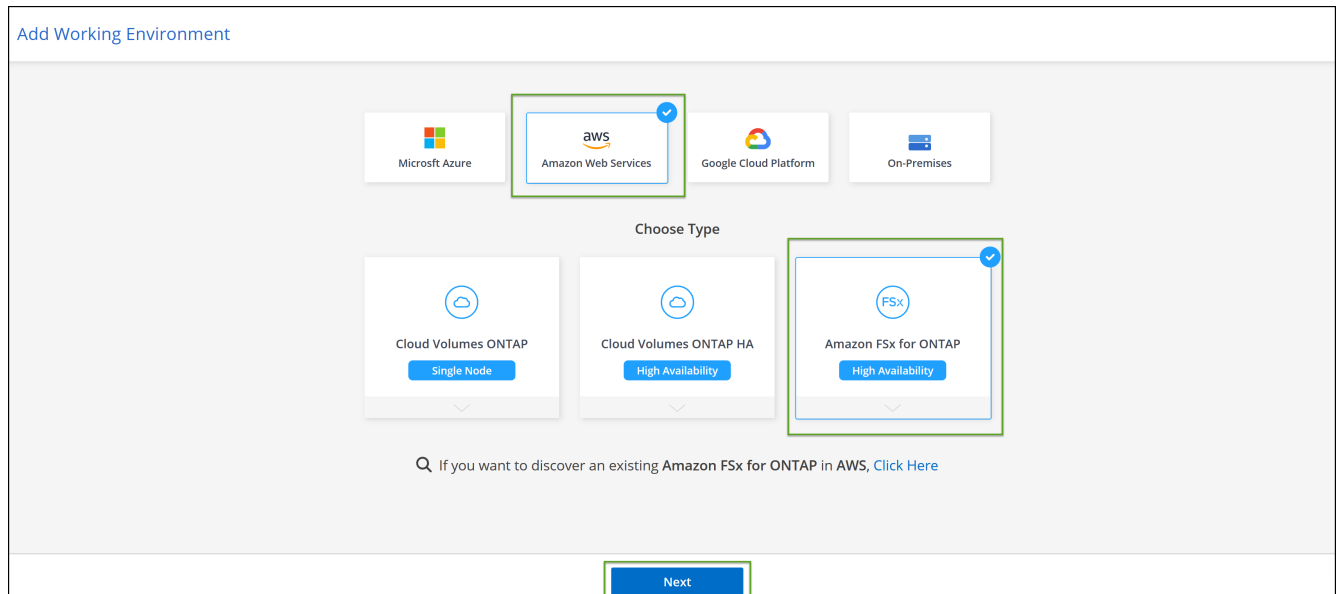 Add Working Environment
aws
Microsft Azure
Amazon Web Services
Google Cloud Platform
On-Premises
Choose Type
FSx
Cloud Volumes ONTAP
Cloud Volumes ONTAP HA
Amazon FSx for ONTAP
Single Node
High Availability
High Availability
If you want to discover an existing Amazon FSx for ONTAP in AWS, Click Here
Next